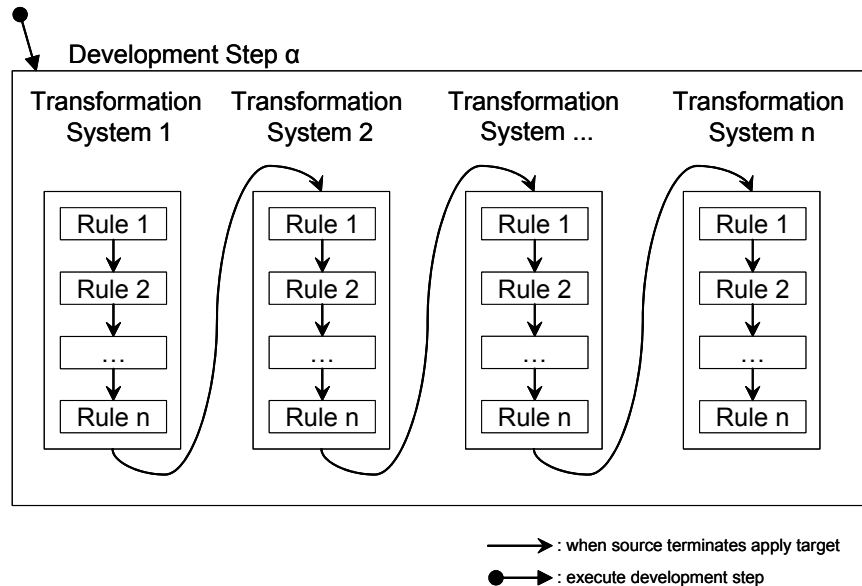 Development Step α
Transformation System 1
Transformation System 2
Transformation System ...
Transformation System n
Rule 1
Rule 2
...
Rule n
Rule 1
Rule 2
...
Rule n
Rule 1
Rule 2
...
Rule n
Rule 1
Rule 2
...
Rule n
: when source terminates apply target
: execute development step